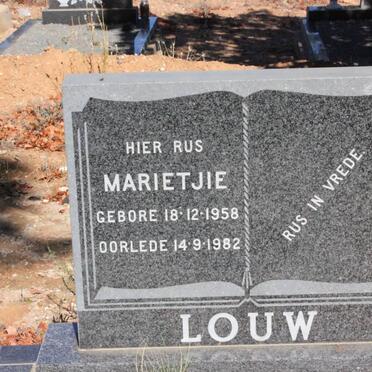 HIER RUS
MARIETJIE
GEBORE 18-12-1958
OORLEDE 14-9-1982
RUS IN VREDE
LOUW